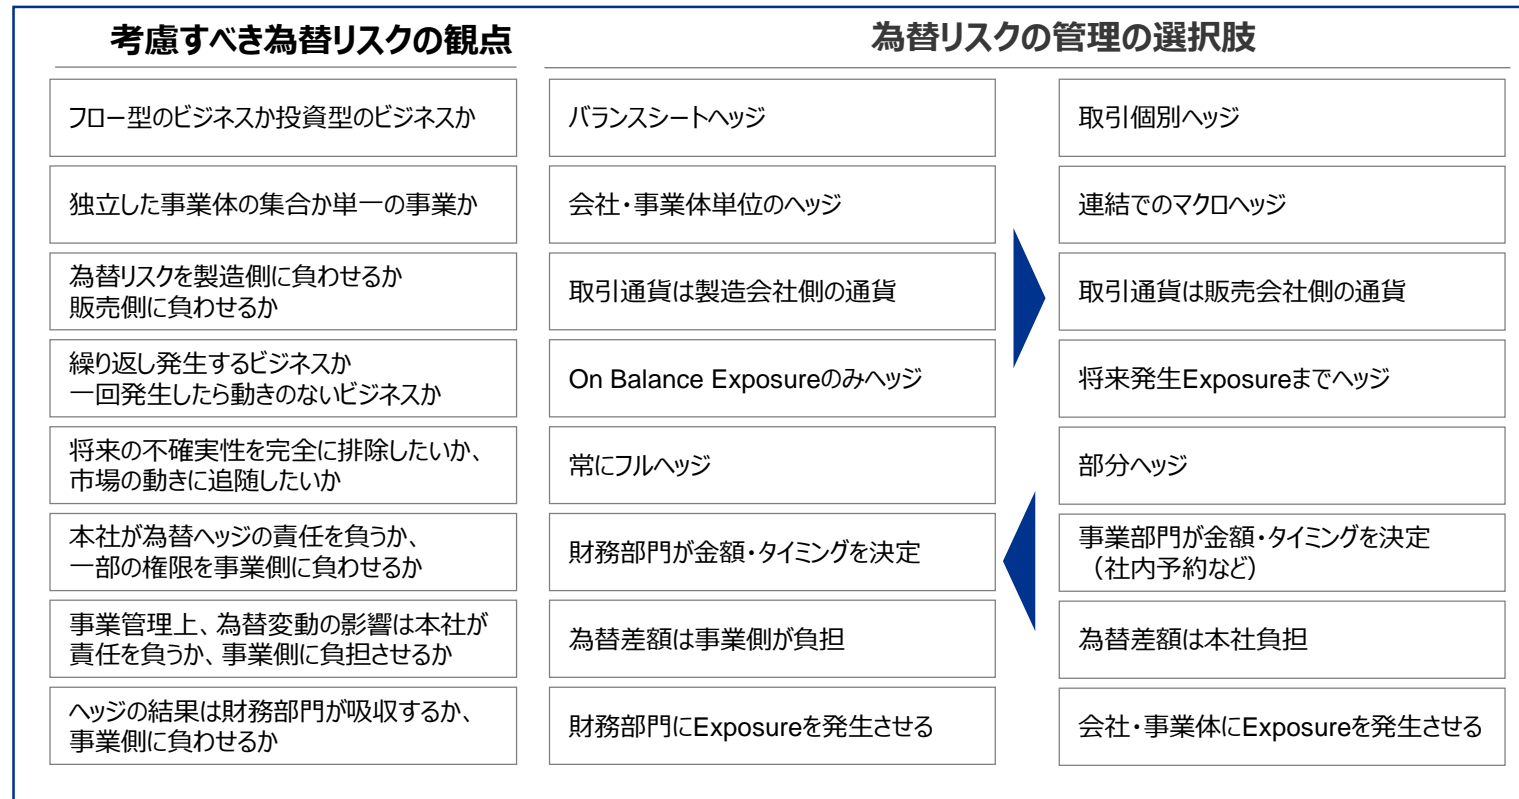 考慮すべき為替リスクの観点
為替リスクの管理の選択肢
フロー型のビジネスか投資型のビジネスか
バランスシートヘッジ
取引個別ヘッジ
独立した事業体の集合か単一の事業か
会社・事業体単位のヘッジ
連結でのマクロヘッジ
為替リスクを製造側に負わせるか
販売側に負わせるか
取引通貨は製造会社側の通貨
取引通貨は販売会社側の通貨
繰り返し発生するビジネスか
一回発生したら動きのないビジネスか
On Balance Exposureのみヘッジ
将来発生Exposureまでヘッジ
将来の不確実性を完全に排除したいか、
市場の動きに追随したいか
常にフルヘッジ
部分ヘッジ
本社が為替ヘッジの責任を負うか、
一部の権限を事業側に負わせるか
財務部門が金額・タイミングを決定
事業部門が金額・タイミングを決定
（社内予約など）
事業管理上、為替変動の影響は本社が
責任を負うか、事業側に負担させるか
為替差額は事業側が負担
為替差額は本社負担
ヘッジの結果は財務部門が吸収するか、
事業側に負わせるか
財務部門にExposureを発生させる
会社・事業体にExposureを発生させる